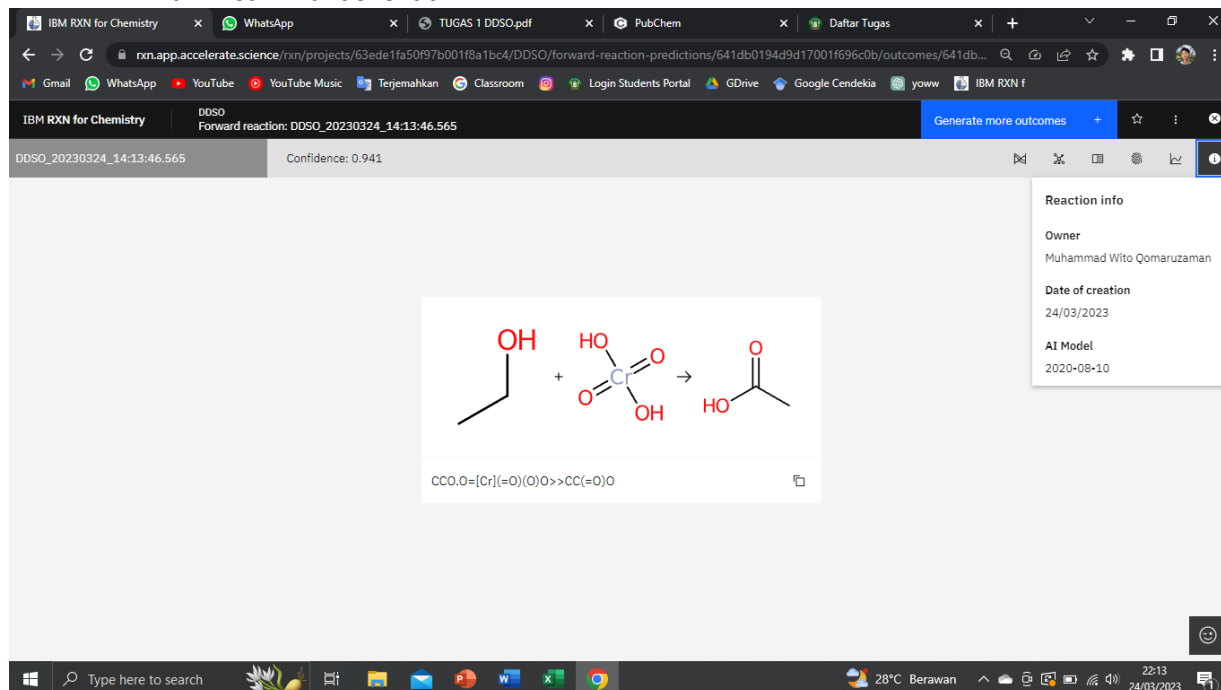 IBM RXN for Chemistry
WhatsApp
TUGAS 1 DDSO.pdf
PubChem
Daftar Tugas
rxn.app.accelerate.science/rxn/projects/63ede1fa50f97b001f8a1bc4/DDSO/forward-reaction-predictions/641db0194d9d17001f696c0b/outcomes/641db...
Gmail
WhatsApp
YouTube
YouTube Music
Terjemahkan
Classroom
Login Students Portal
GDrive
Google Cendekia
yoww
IBM RXN f
IBM RXN for Chemistry
DDSO
Forward reaction: DDSO_20230324_14:13:46.565
Generate more outcomes +
DDSO_20230324_14:13:46.565
Confidence: 0.941
Reaction info
Owner
Muhammad Wito Qomaruzaman
Date of creation
24/03/2023
AI Model
2020-08-10
OH
+
HO
O
Cr
O
OH
→
O
HO
CCO.O=[Cr](=O)(O)O>>CC(=O)O
Type here to search
28°C Berawan
22:13
24/03/2023